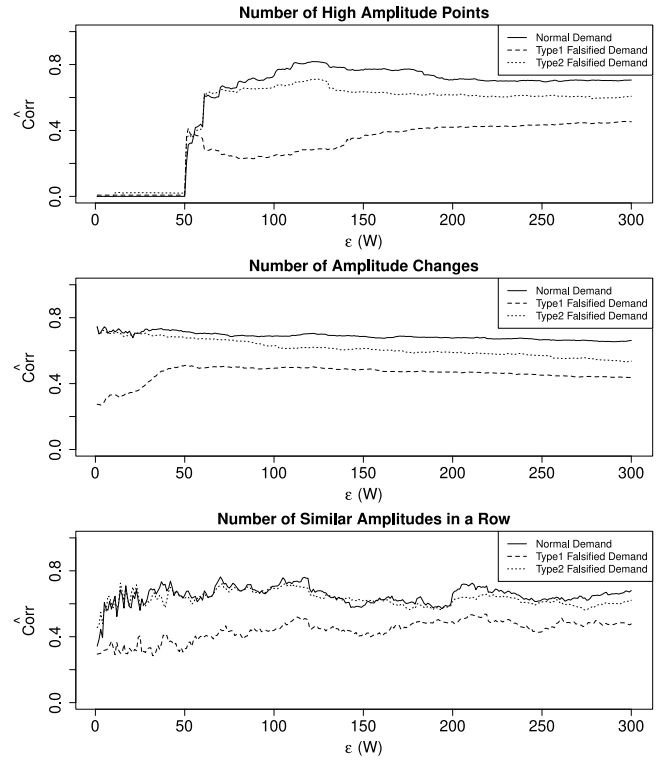 Number of High Amplitude Points
Normal Demand
Type1 Falsified Demand
Type2 Falsified Demand
0.0 0.4 0.8
^
Corr
0 50 100 150 200 250 300
ε (W)
Number of Amplitude Changes
Normal Demand
Type1 Falsified Demand
Type2 Falsified Demand
0.0 0.4 0.8
^
Corr
0 50 100 150 200 250 300
ε (W)
Number of Similar Amplitudes in a Row
Normal Demand
Type1 Falsified Demand
Type2 Falsified Demand
0.0 0.4 0.8
^
Corr
0 50 100 150 200 250 300
ε (W)